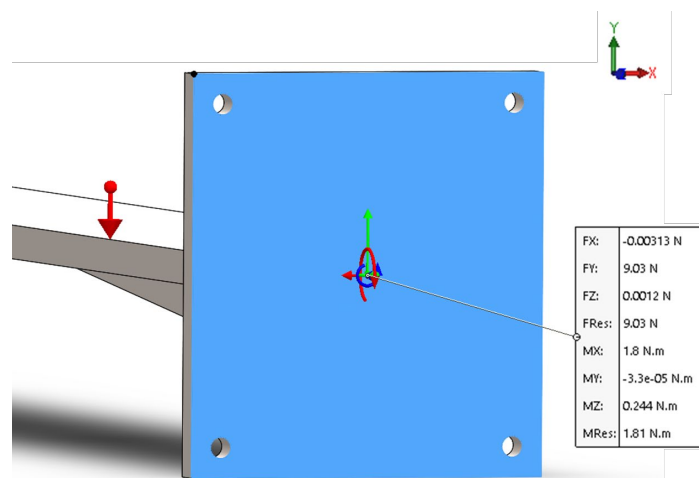 Y
X
FX: -0.00313 N
FY: 9.03 N
FZ: 0.0012 N
FRes: 9.03 N
MX: 1.8 N.m
MY: -3.3e-05 N.m
MZ: 0.244 N.m
MRes: 1.81 N.m